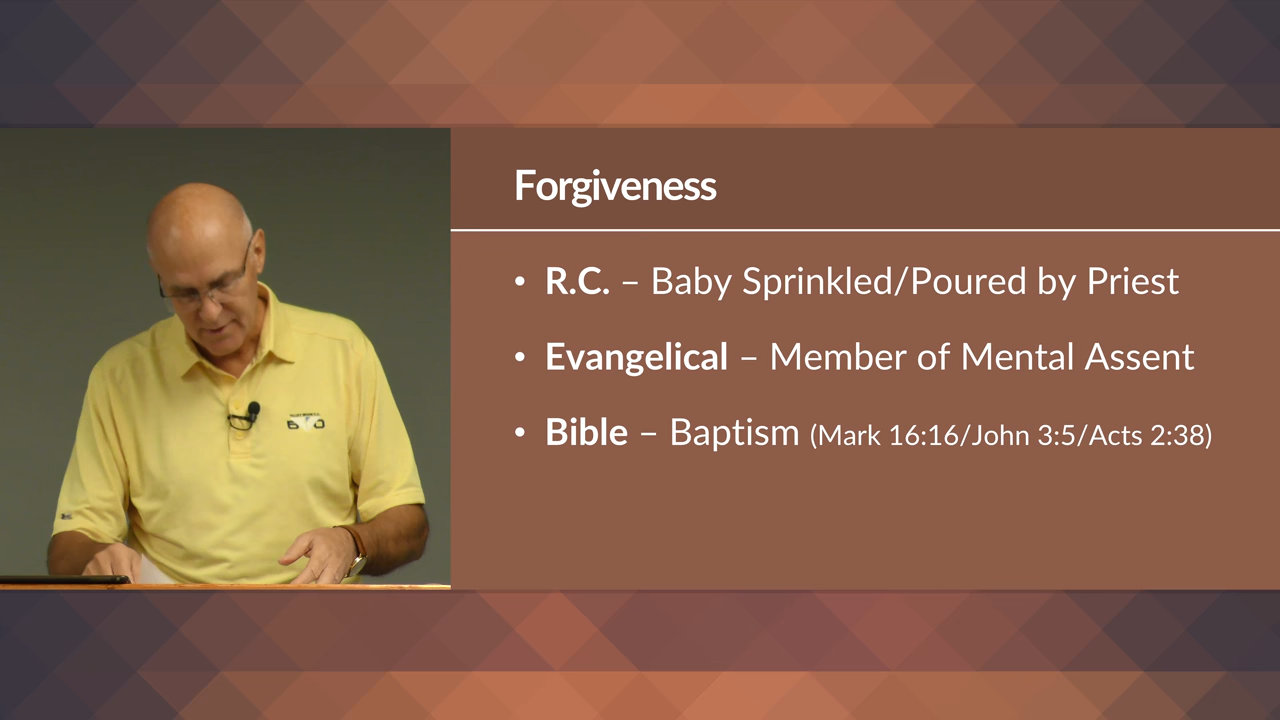 Forgiveness
• R.C. – Baby Sprinkled/Poured by Priest
• Evangelical – Member of Mental Assent
• Bible – Baptism (Mark 16:16/John 3:5/Acts 2:38)